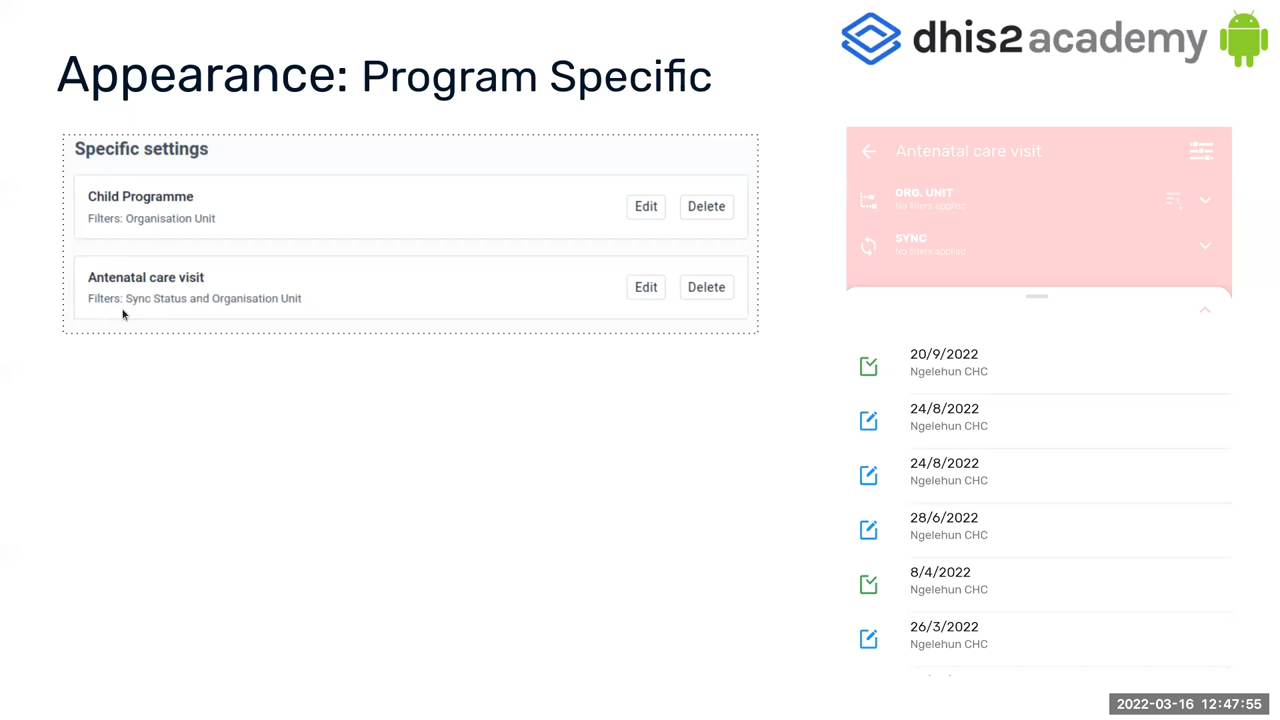 dhis2 academy
Appearance: Program Specific
Specific settings
Child Programme
Filters: Organisation Unit
Edit
Delete
Antenatal care visit
Filters: Sync Status and Organisation Unit
Edit
Delete
Antenatal care visit
ORG. UNIT
No filters applied
SYNC
No filters applied
20/9/2022
Ngelehun CHC
24/8/2022
Ngelehun CHC
24/8/2022
Ngelehun CHC
28/6/2022
Ngelehun CHC
8/4/2022
Ngelehun CHC
26/3/2022
Ngelehun CHC
2022-03-16 12:47:55